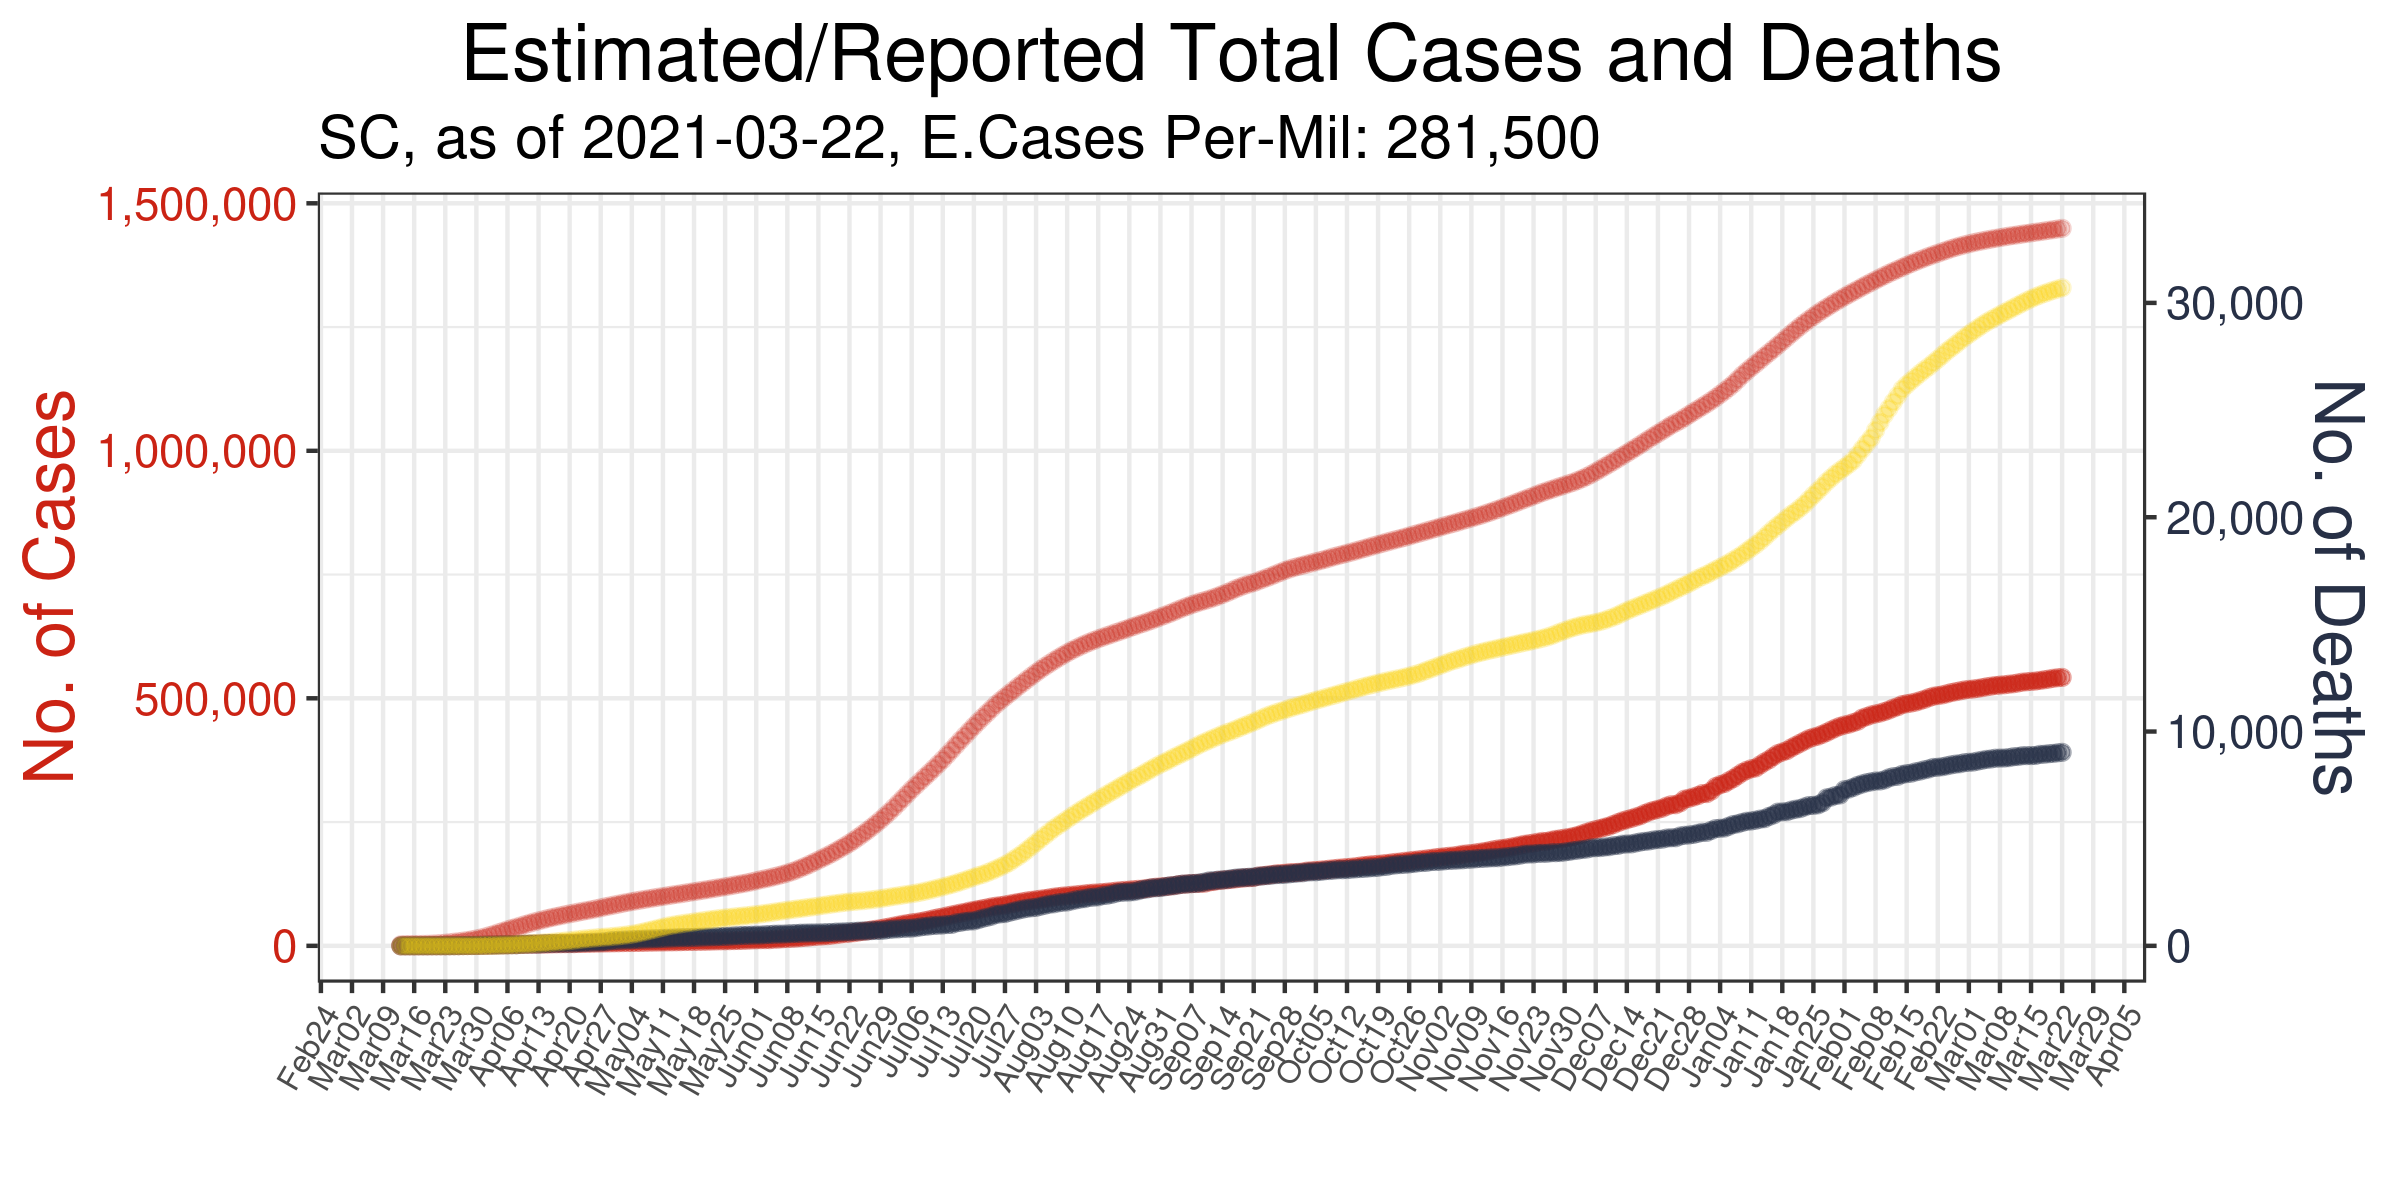 Estimated/Reported Total Cases and Deaths
SC, as of 2021-03-22, E.Cases Per-Mil: 281,500
No. of Cases
1,500,000
1,000,000
500,000
0
30,000
20,000
10,000
0
No. of Deaths
Feb24
Mar02
Mar09
Mar16
Mar23
Mar30
Apr06
Apr13
Apr20
Apr27
May04
May11
May18
May25
Jun01
Jun08
Jun15
Jun22
Jun29
Jul06
Jul13
Jul20
Jul27
Aug03
Aug10
Aug17
Aug24
Aug31
Sep07
Sep14
Sep21
Sep28
Oct05
Oct12
Oct19
Oct26
Nov02
Nov09
Nov16
Nov23
Nov30
Dec07
Dec14
Dec21
Dec28
Jan04
Jan11
Jan18
Jan25
Feb01
Feb08
Feb15
Feb22
Mar01
Mar08
Mar15
Mar22
Mar29
Apr05